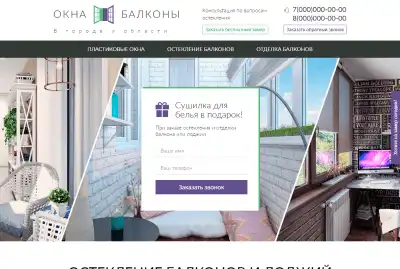 ОКНА БАЛКОНЫ
В городе и области
Консультация по вопросам
остекления
Заказать бесплатный замер
7(000)000-00-00
8(000)000-00-00
Заказать обратный звонок
ПЛАСТИКОВЫЕ ОКНА
ОСТЕКЛЕНИЕ БАЛКОНОВ
ОТДЕЛКА БАЛКОНОВ
Сушилка для
белья в подарок!
При заказе остекления и отделки
балкона или лоджии
Ваше имя
Ваш телефон
Заказать звонок
ОСТЕКЛЕНИЕ БАЛКОНОВ И ЛОДЖИЙ